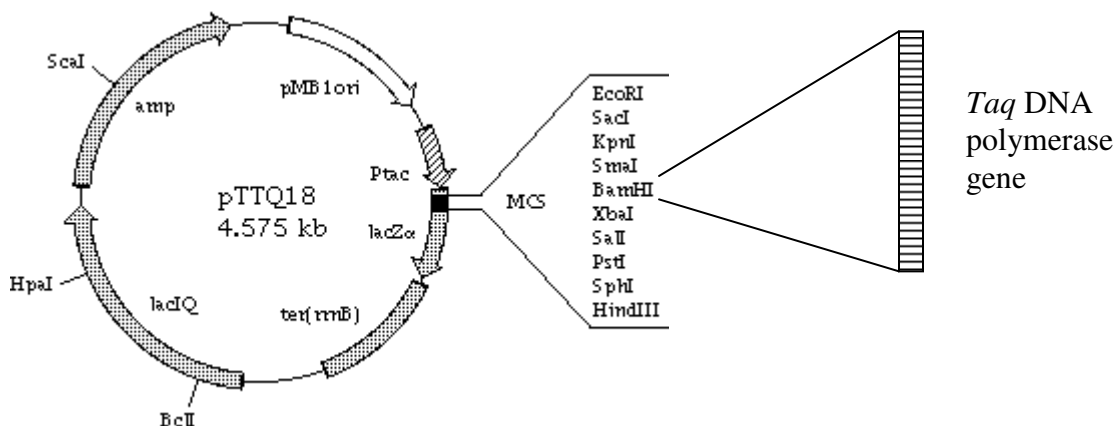 ScaI
amp
pMB1ori
Ptac
pTTQ18
4.575 kb
lacZα
HpaI
lacIQ
ter(rrnB)
BclI
MCS
EcoRI
SacI
KpnI
SmaI
BamHI
XbaI
SalI
PstI
SphI
HindIII
Taq DNA
polymerase
gene